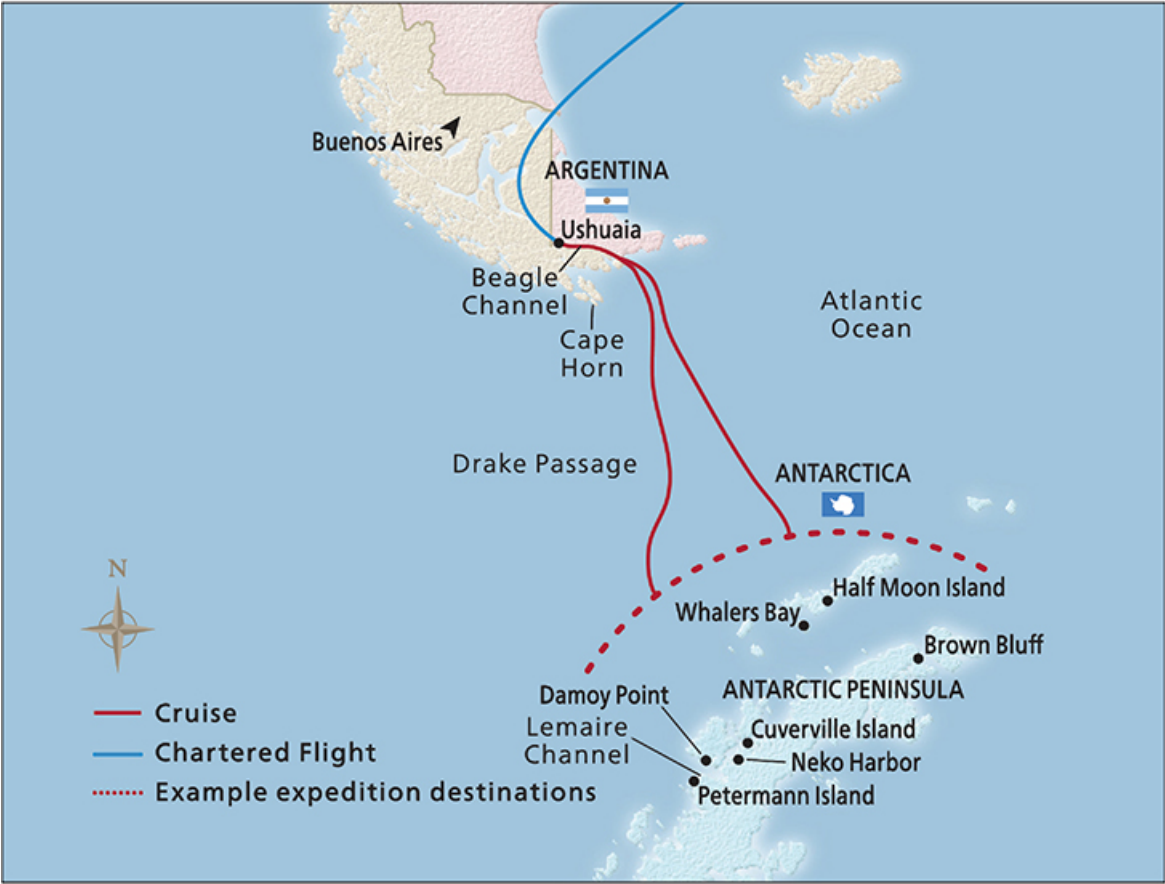 Buenos Aires
ARGENTINA
Ushuaia
Beagle
Channel
Cape
Horn
Atlantic
Ocean
Drake Passage
ANTARCTICA
N
Half Moon Island
Whalers Bay
Brown Bluff
ANTARCTIC PENINSULA
Damoy Point
Lemaire
Channel
Cuverville Island
Neko Harbor
Petermann Island
Cruise
Chartered Flight
Example expedition destinations